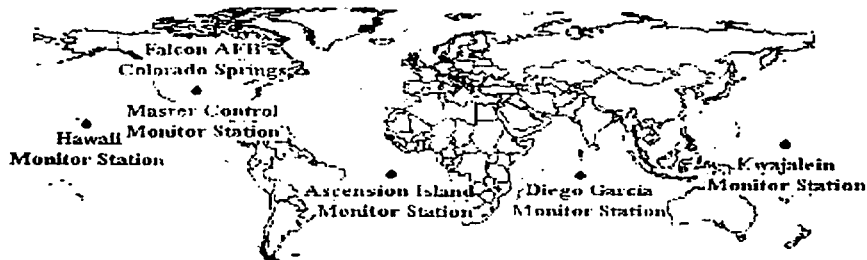 Falcon AFB
Colorado Springs
Master Control
Monitor Station
Hawaii
Monitor Station
Ascension Island
Monitor Station
Diego Garcia
Monitor Station
Kwajalein
Monitor Station